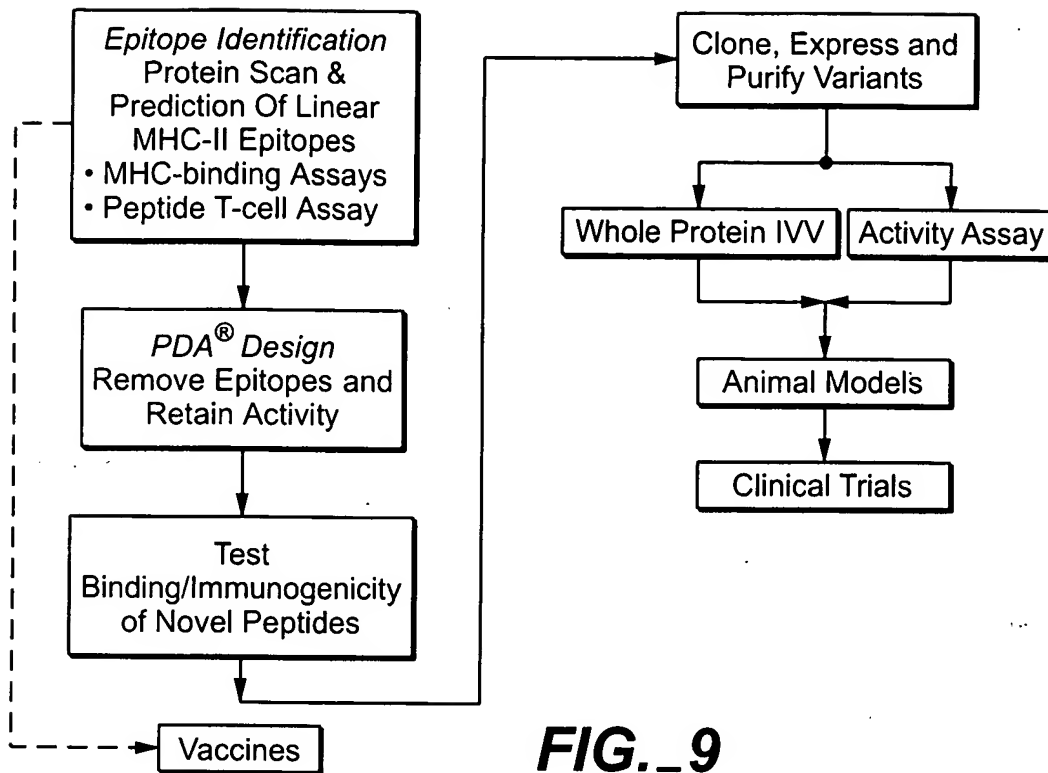 Epitope Identification
Protein Scan &
Prediction Of Linear
MHC-II Epitopes
• MHC-binding Assays
• Peptide T-cell Assay
PDA® Design
Remove Epitopes and
Retain Activity
Test
Binding/Immunogenicity
of Novel Peptides
Vaccines
Clone, Express and
Purify Variants
Whole Protein IVV
Activity Assay
Animal Models
Clinical Trials
FIG._9